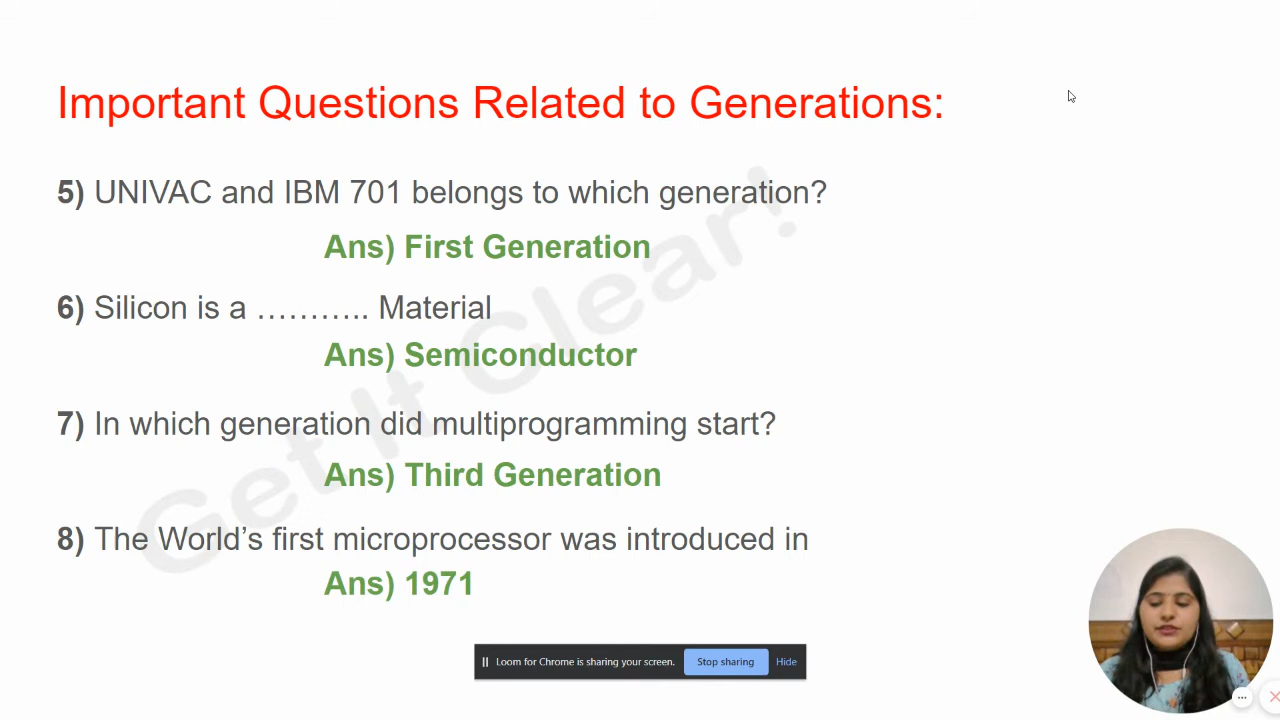 Important Questions Related to Generations:
5) UNIVAC and IBM 701 belongs to which generation?
Ans) First Generation
6) Silicon is a ……….. Material
Ans) Semiconductor
7) In which generation did multiprogramming start?
Ans) Third Generation
8) The World’s first microprocessor was introduced in
Ans) 1971
Get It Clear!
Loom for Chrome is sharing your screen. Stop sharing Hide